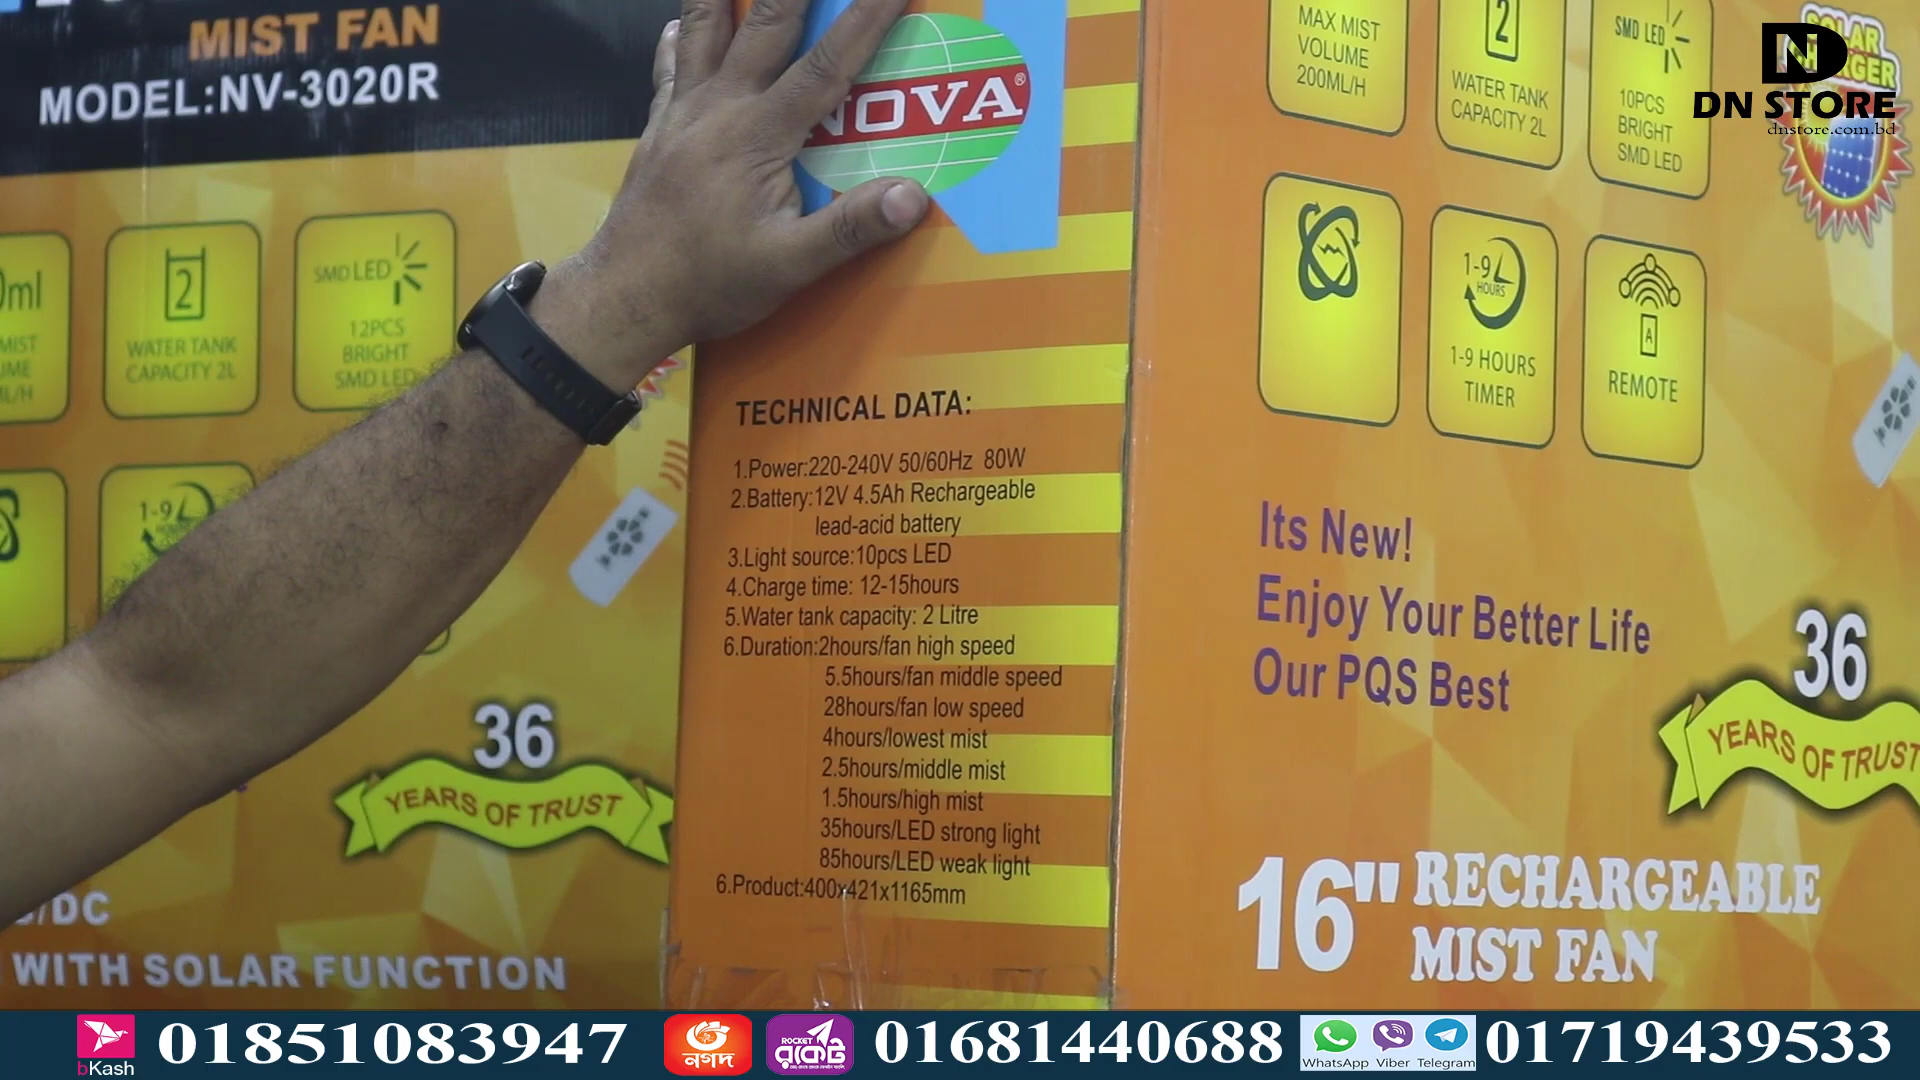 MIST FAN
MODEL:NV-3020R
WATER TANK
CAPACITY 2L
2
SMD LED
12PCS
BRIGHT
SMD LED
1-9
36
YEARS OF TRUST
WITH SOLAR FUNCTION
NOVA®
TECHNICAL DATA:
1.Power:220-240V 50/60Hz 80W
2.Battery:12V 4.5Ah Rechargeable
lead-acid battery
3.Light source:10pcs LED
4.Charge time: 12-15hours
5.Water tank capacity: 2 Litre
6.Duration:2hours/fan high speed
5.5hours/fan middle speed
28hours/fan low speed
4hours/lowest mist
2.5hours/middle mist
1.5hours/high mist
35hours/LED strong light
85hours/LED weak light
6.Product:400x421x1165mm
MAX MIST
VOLUME
200ML/H
2
WATER TANK
CAPACITY 2L
SMD LED
10PCS
BRIGHT
SMD LED
1-9
HOURS
1-9 HOURS
TIMER
A
REMOTE
SOLAR
DN STORE
dnstore.com.bd
Its New!
Enjoy Your Better Life
Our PQS Best
36
YEARS OF TRUST
16" RECHARGEABLE
MIST FAN
bKash
01851083947
নগদ
ROCKET
রকেট
01681440688
WhatsApp Viber Telegram
01719439533